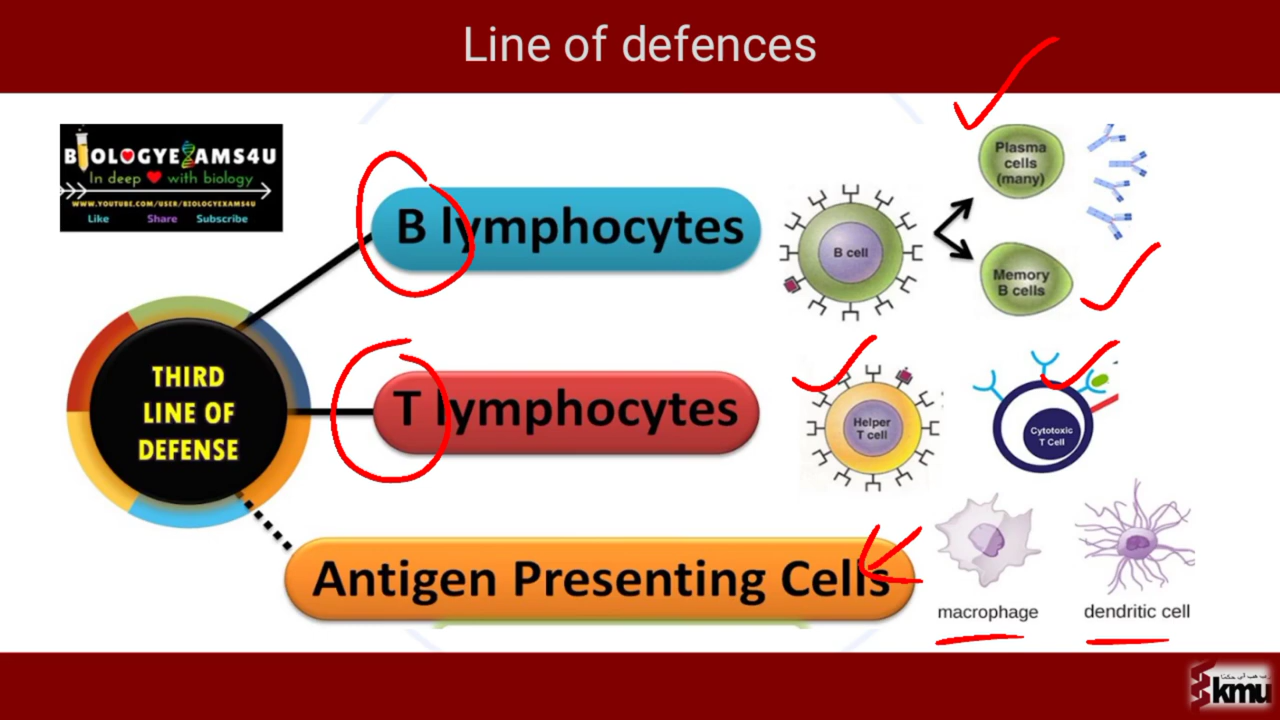 Line of defences
BIOLOGYEXAMS4U
In deep with biology
WWW.YOUTUBE.COM/USER/BIOLOGYEXAMS4U
Like Share Subscribe
B lymphocytes
B cell
Plasma
cells
(many)
Memory
B cells
THIRD
LINE OF
DEFENSE
T lymphocytes
Helper
T cell
Cytotoxic
T Cell
Antigen Presenting Cells
macrophage
dendritic cell
kmu